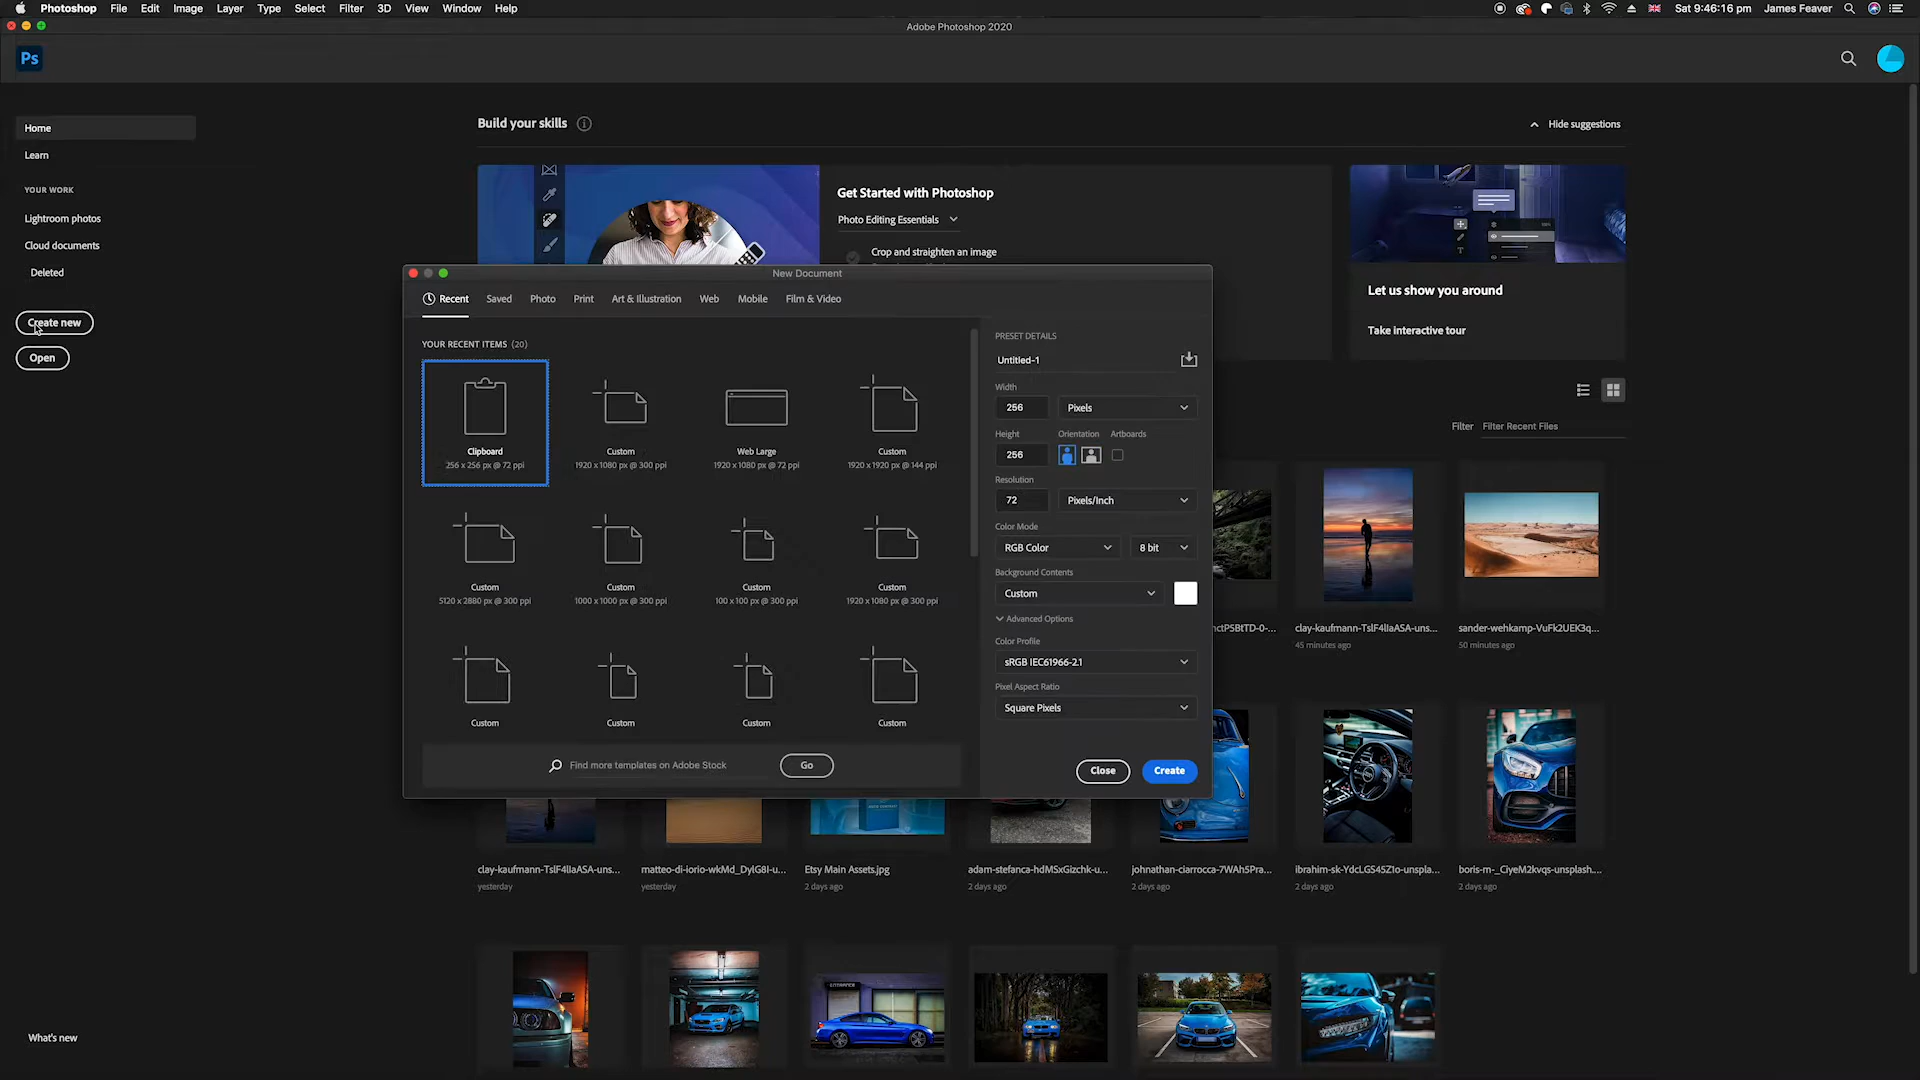 Photoshop File Edit Image Layer Type Select Filter 3D View Window Help
Sat 9:46:16 pm James Feaver
Adobe Photoshop 2020
Ps
Home
Learn
YOUR WORK
Lightroom photos
Cloud documents
Deleted
Create new
Open
What's new
Build your skills
Hide suggestions
Get Started with Photoshop
Photo Editing Essentials
Crop and straighten an image
Let us show you around
Take interactive tour
Filter Filter Recent Files
New Document
Recent Saved Photo Print Art & Illustration Web Mobile Film & Video
YOUR RECENT ITEMS (20)
Clipboard
256 x 256 px @ 72 ppi
Custom
1920 x 1080 px @ 300 ppi
Web Large
1920 x 1080 px @ 72 ppi
Custom
1920 x 1920 px @ 144 ppi
Custom
5120 x 2880 px @ 300 ppi
Custom
1000 x 1000 px @ 300 ppi
Custom
100 x 100 px @ 300 ppi
Custom
1920 x 1080 px @ 300 ppi
Custom
Custom
Custom
Custom
Find more templates on Adobe Stock
Go
PRESET DETAILS
Untitled-1
Width
256 Pixels
Height Orientation Artboards
256
Resolution
72 Pixels/Inch
Color Mode
RGB Color 8 bit
Background Contents
Custom
Advanced Options
Color Profile
sRGB IEC61966-2.1
Pixel Aspect Ratio
Square Pixels
Close
Create
nctPSBtTD-0-...
clay-kaufmann-TslF4lIaASA-uns...
45 minutes ago
sander-wehkamp-VuFk2UEK3q...
50 minutes ago
clay-kaufmann-TslF4lIaASA-uns...
yesterday
matteo-di-iorio-wkMd_DylG8I-u...
yesterday
Etsy Main Assets.jpg
2 days ago
adam-stefanca-hdMSxGizchk-u...
2 days ago
johnathan-ciarrocca-7WAh5Pra...
2 days ago
ibrahim-sk-YdcLG545Z1o-unspla...
2 days ago
boris-m-_CiyeM2kvqs-unsplash....
2 days ago
ENTRANCE